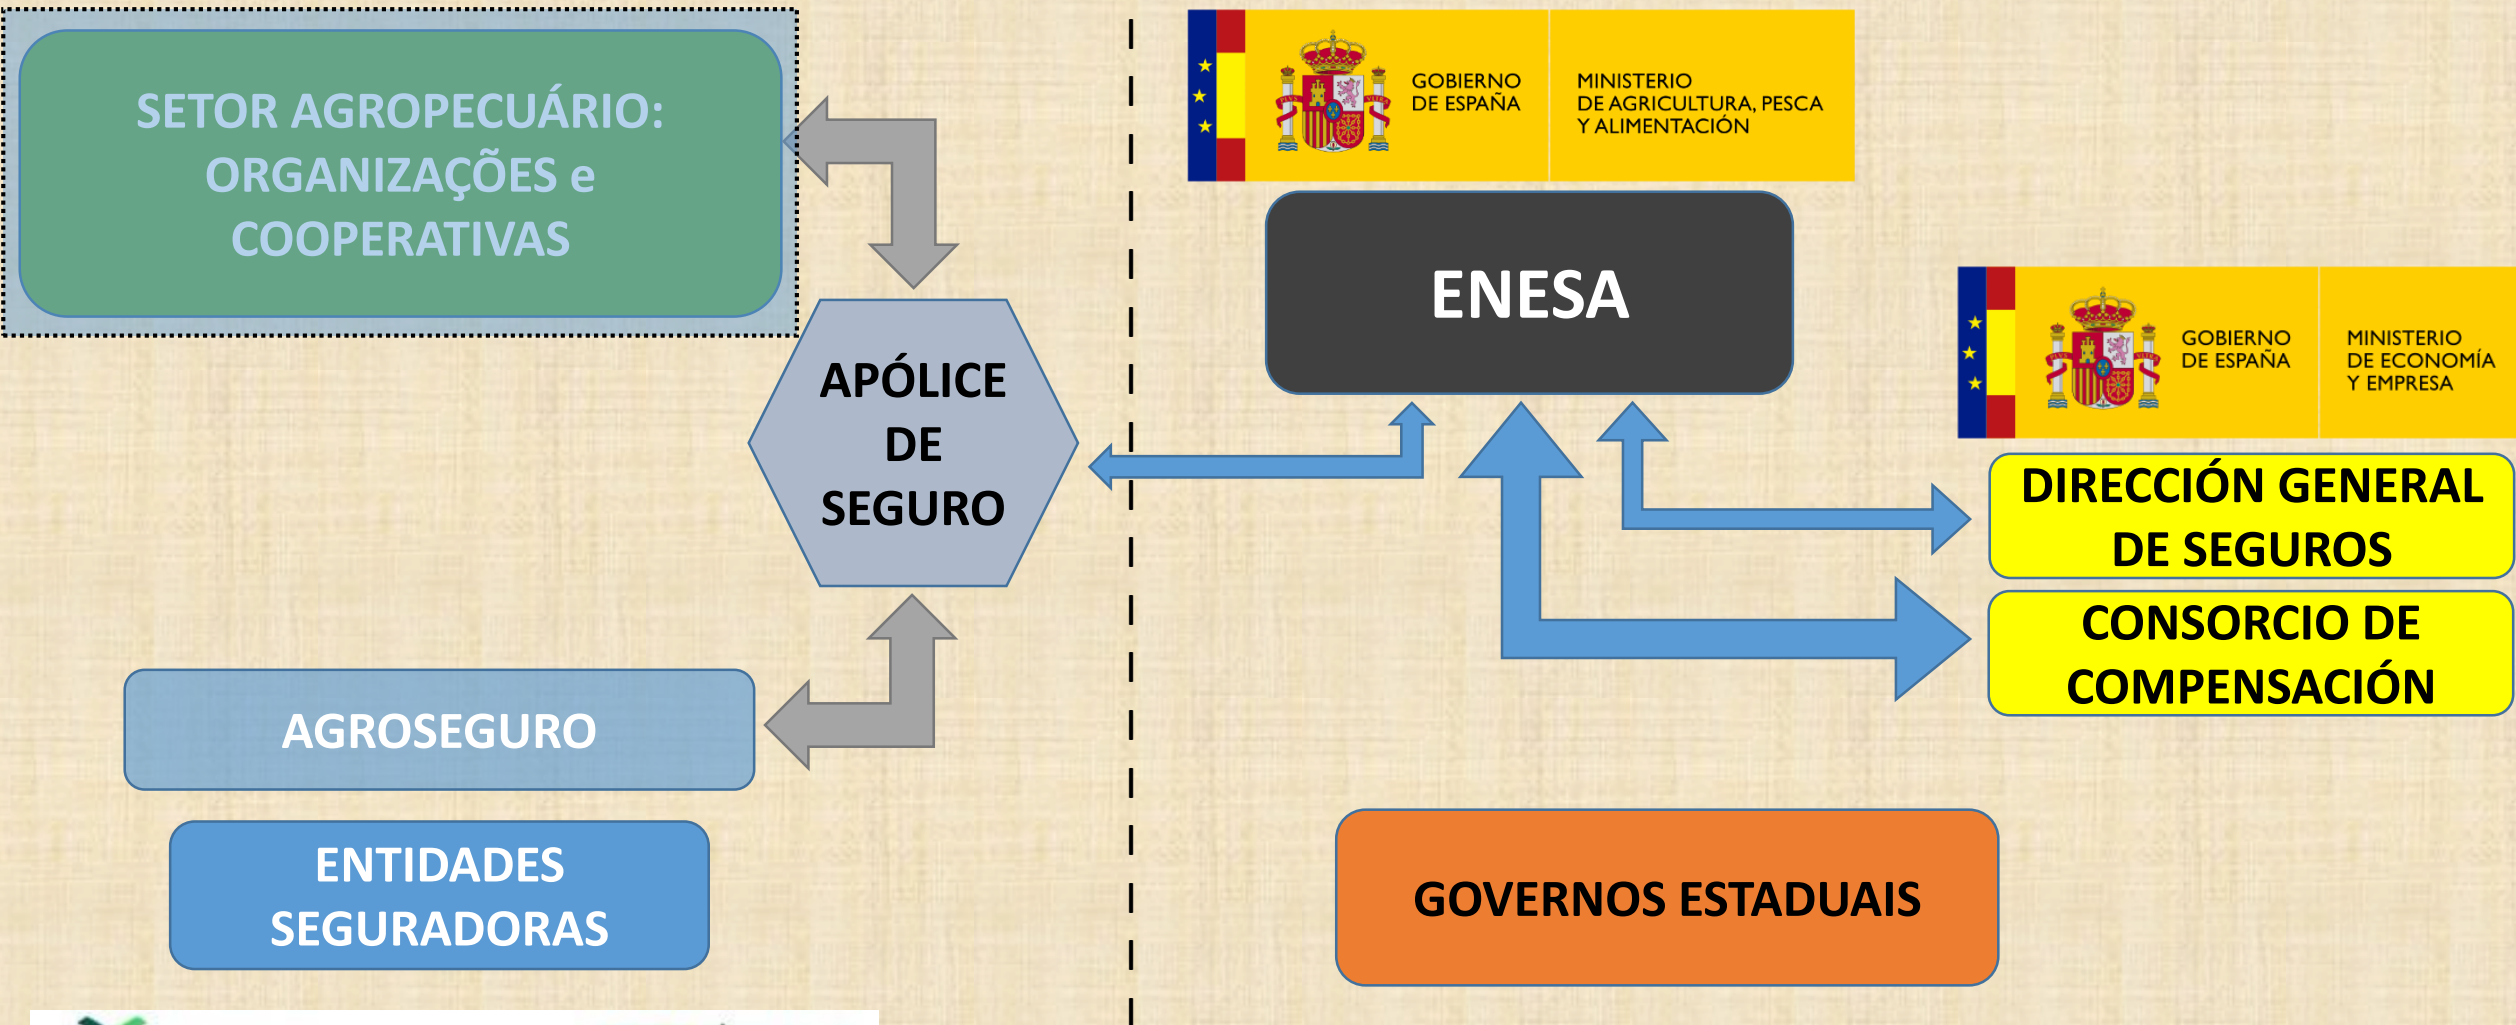 SETOR AGROPECUÁRIO:
ORGANIZAÇÕES e
COOPERATIVAS
GOBIERNO
DE ESPAÑA
MINISTERIO
DE AGRICULTURA, PESCA
Y ALIMENTACIÓN
ENESA
GOBIERNO
DE ESPAÑA
MINISTERIO
DE ECONOMÍA
Y EMPRESA
APÓLICE
DE
SEGURO
DIRECCIÓN GENERAL
DE SEGUROS
CONSORCIO DE
COMPENSACIÓN
AGROSEGURO
ENTIDADES
SEGURADORAS
GOVERNOS ESTADUAIS